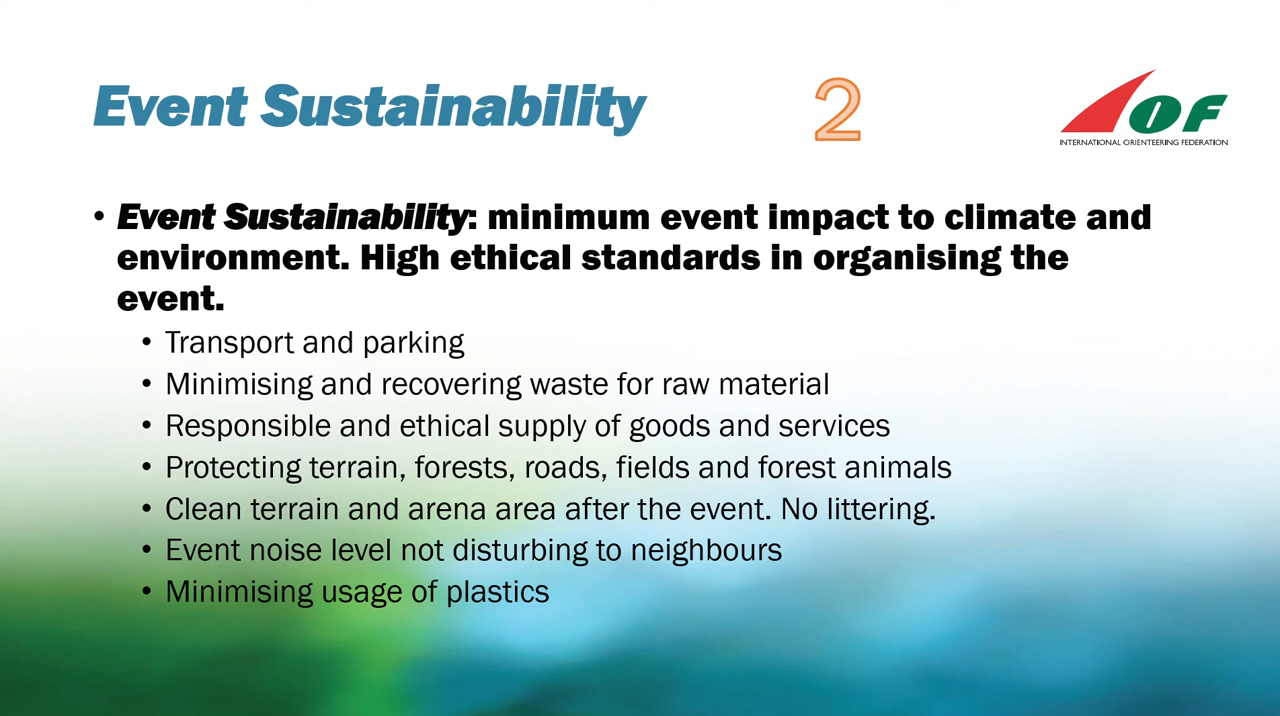 Event Sustainability
2
IOF
INTERNATIONAL ORIENTEERING FEDERATION
• Event Sustainability: minimum event impact to climate and
environment. High ethical standards in organising the
event.
• Transport and parking
• Minimising and recovering waste for raw material
• Responsible and ethical supply of goods and services
• Protecting terrain, forests, roads, fields and forest animals
• Clean terrain and arena area after the event. No littering.
• Event noise level not disturbing to neighbours
• Minimising usage of plastics